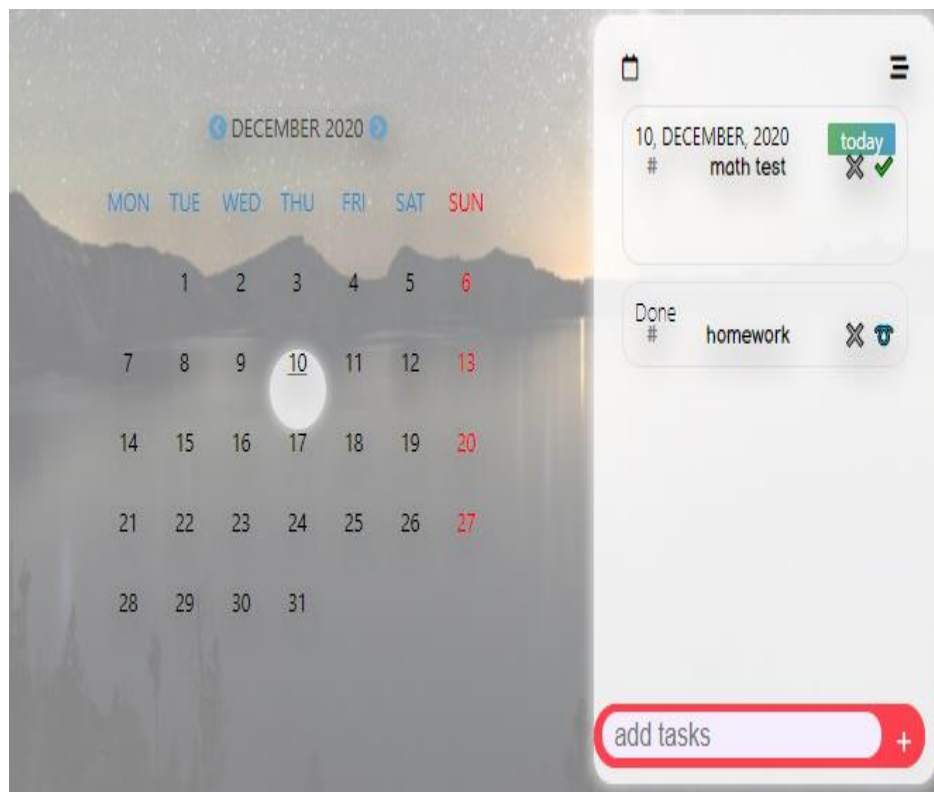 DECEMBER 2020
MON TUE WED THU FRI SAT SUN
1 2 3 4 5 6
7 8 9 10 11 12 13
14 15 16 17 18 19 20
21 22 23 24 25 26 27
28 29 30 31
10, DECEMBER, 2020 today
# math test
Done
# homework
add tasks +